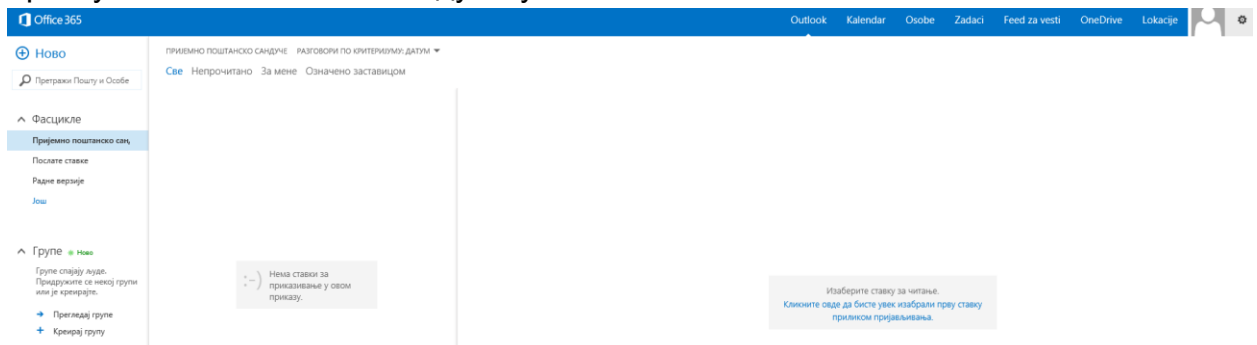 Office 365
Outlook Kalendar Osobe Zadaci Feed za vesti OneDrive Lokacije
Ново
Претражи Пошту и Особе
ПРИЈЕМНО ПОШТАНСКО САНДУЧЕ РАЗГОВОРИ ПО КРИТЕРИЈУМУ: ДАТУМ
Све Непрочитано За мене Означено заставицом
Фасцикле
Пријемно поштанско сан,
Послате ставке
Радне верзије
Још
Групе Ново
Групе спајају људе.
Придружите се некој групи
или је креирајте.
Прегледај групе
Креирај групу
:-)
Нема ставки за
приказивање у овом
приказу.
Изаберите ставку за читање.
Кликните овде да бисте увек изабрали прву ставку
приликом пријављивања.